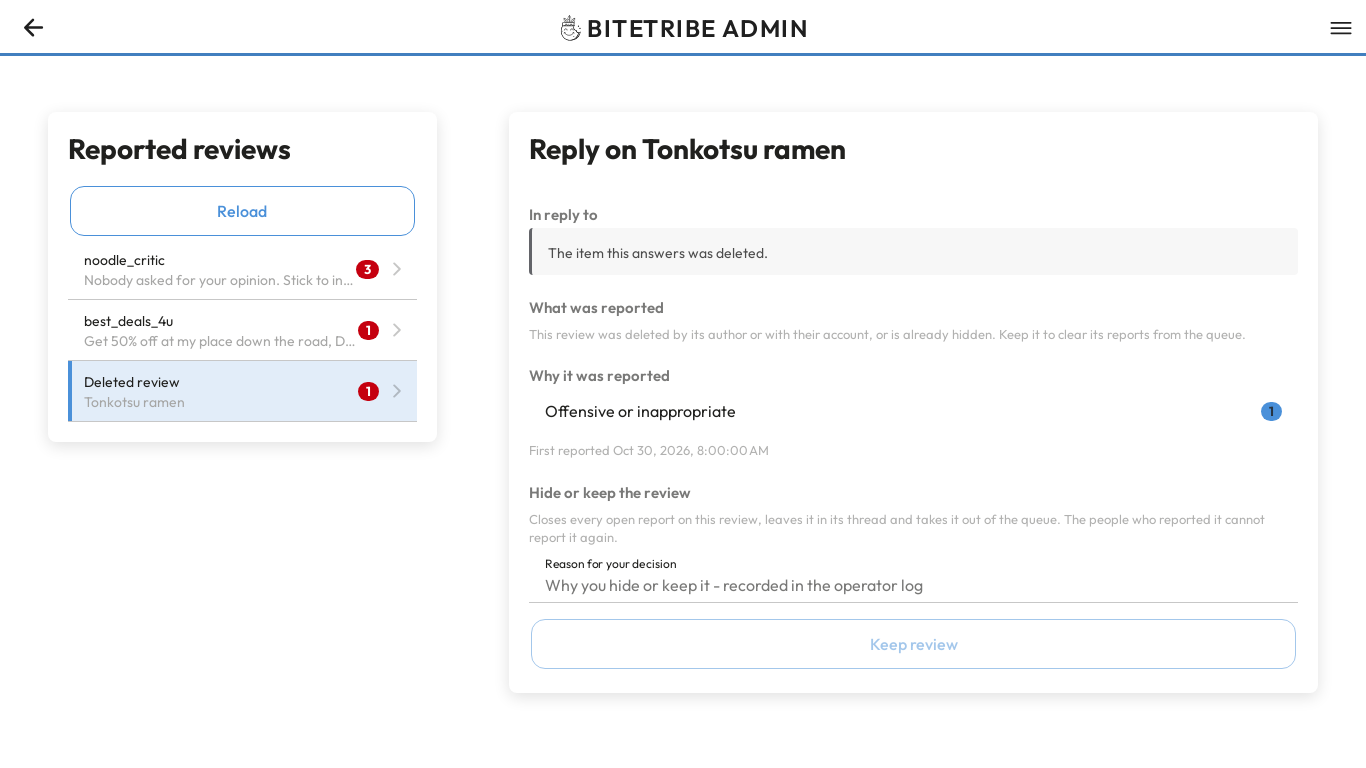 BITETRIBE ADMIN
Reported reviews
Reload
noodle_critic
Nobody asked for your opinion. Stick to in...
3
best_deals_4u
Get 50% off at my place down the road, D...
1
Deleted review
Tonkotsu ramen
1
Reply on Tonkotsu ramen
In reply to
The item this answers was deleted.
What was reported
This review was deleted by its author or with their account, or is already hidden. Keep it to clear its reports from the queue.
Why it was reported
Offensive or inappropriate
1
First reported Oct 30, 2026, 8:00:00 AM
Hide or keep the review
Closes every open report on this review, leaves it in its thread and takes it out of the queue. The people who reported it cannot
report it again.
Reason for your decision
Why you hide or keep it - recorded in the operator log
Keep review